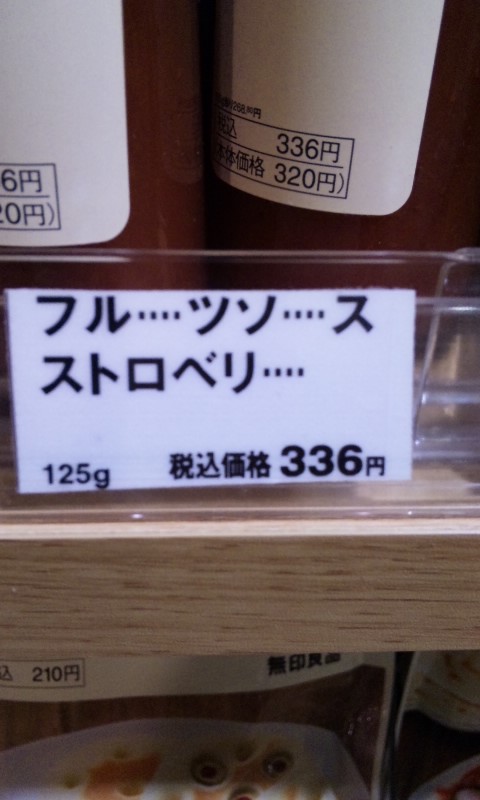 6円
20円)
税込 336円
本体価格 320円)
フル‥‥ツソ‥‥ス
ストロベリ‥‥
125g 税込価格 336円
込 210円
無印良品